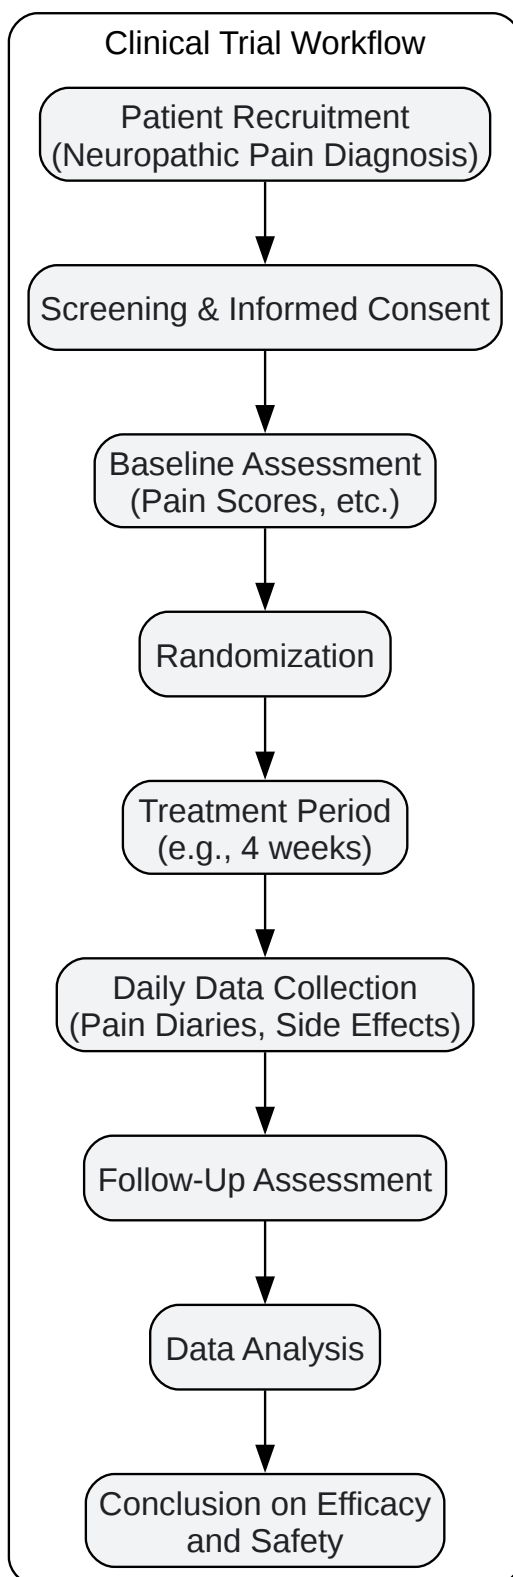 Clinical Trial Workflow
Patient Recruitment
(Neuropathic Pain Diagnosis)
Screening & Informed Consent
Baseline Assessment
(Pain Scores, etc.)
Randomization
Treatment Period
(e.g., 4 weeks)
Daily Data Collection
(Pain Diaries, Side Effects)
Follow-Up Assessment
Data Analysis
Conclusion on Efficacy
and Safety